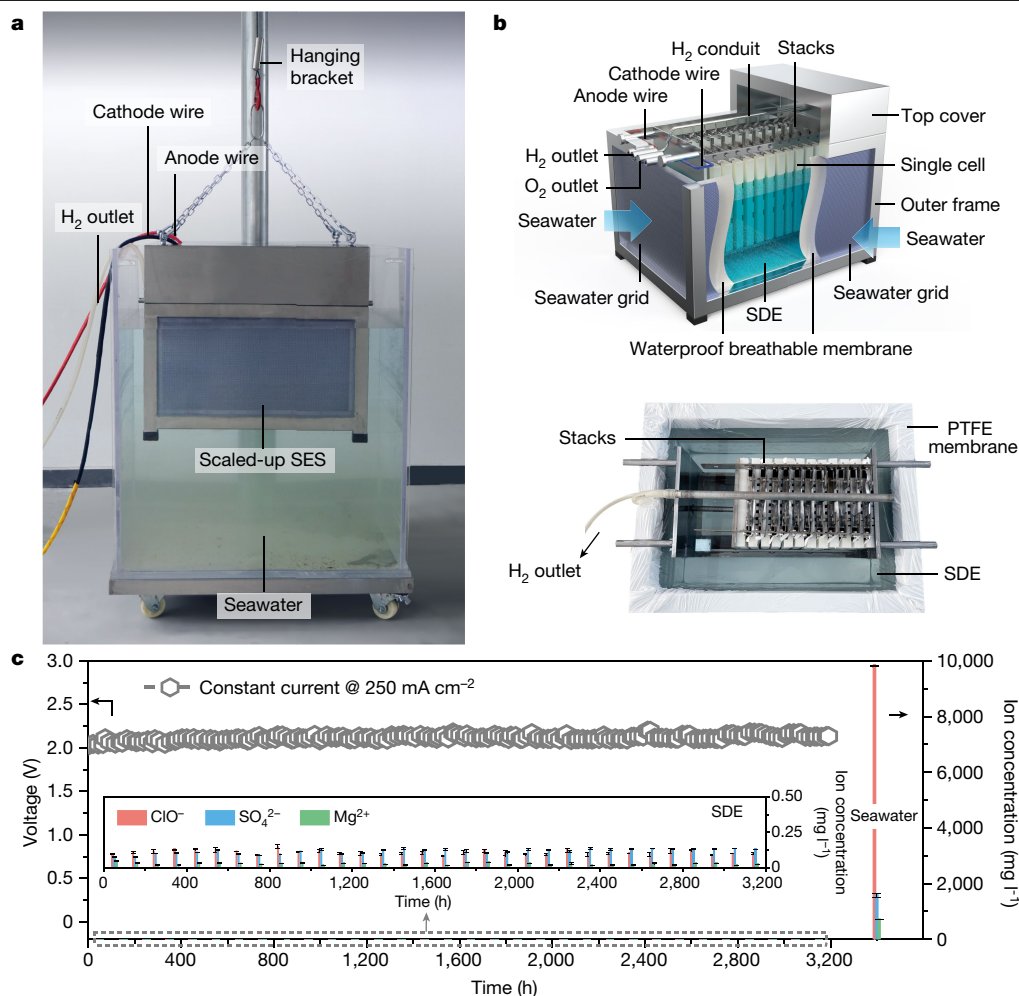 a
Hanging
bracket
Cathode wire
Anode wire
H₂ outlet
Scaled-up SES
Seawater
b
H₂ conduit
Stacks
Cathode wire
Anode wire
Top cover
H₂ outlet
Single cell
O₂ outlet
Outer frame
Seawater
Seawater
Seawater grid
Seawater grid
SDE
Waterproof breathable membrane
Stacks
PTFE
membrane
H₂ outlet
SDE
c
Voltage (V)
3.0
2.5
2.0
1.5
1.0
0.5
0
Constant current @ 250 mA cm⁻²
ClO⁻
SO₄²⁻
Mg²⁺
SDE
0.50
0.25
0
Ion concentration
(mg l⁻¹)
0 400 800 1,200 1,600 2,000 2,400 2,800 3,200
Time (h)
Seawater
10,000
8,000
6,000
4,000
2,000
0
Ion concentration (mg l⁻¹)
0 400 800 1,200 1,600 2,000 2,400 2,800 3,200
Time (h)